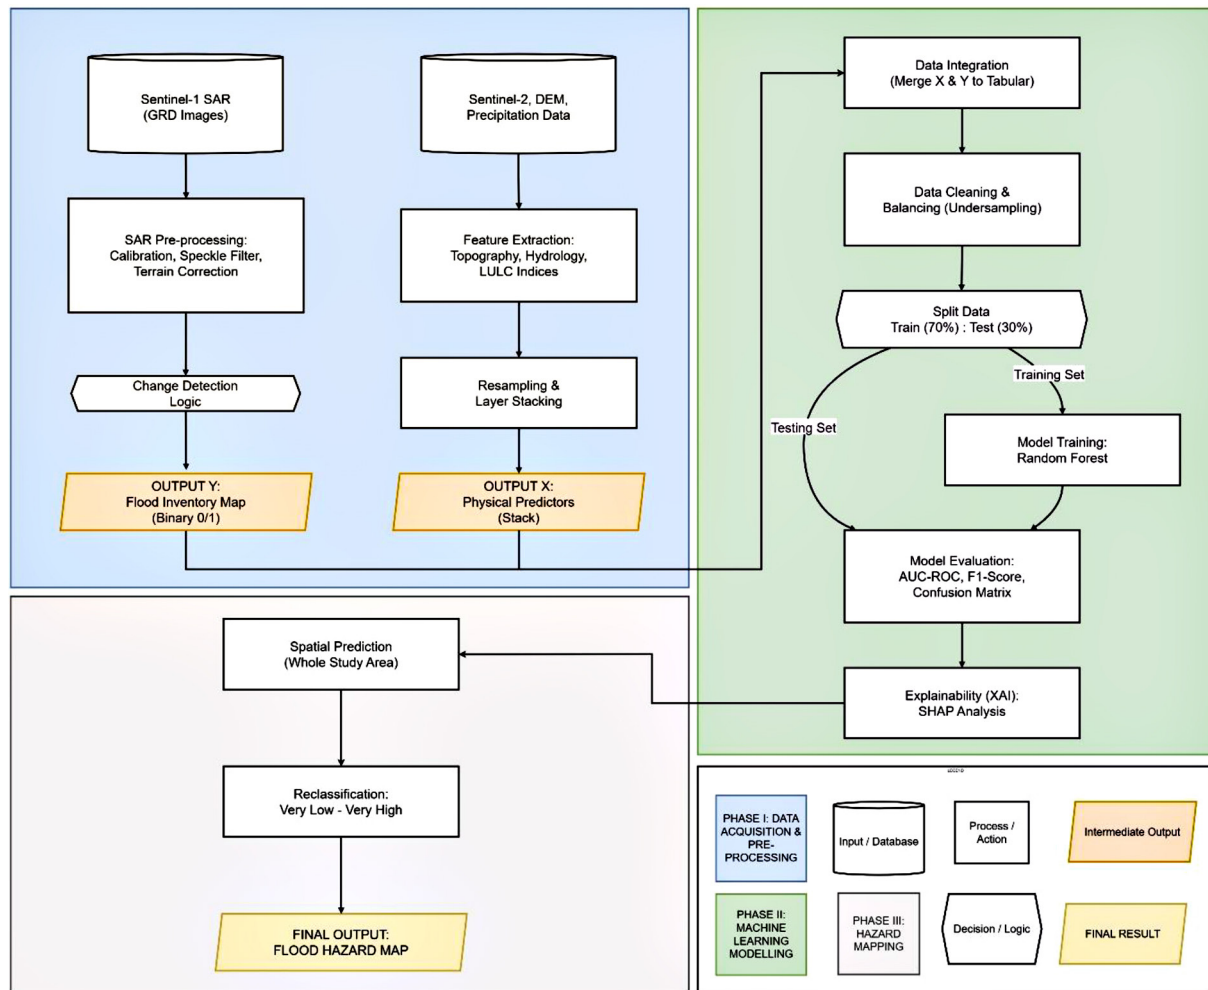 Sentinel-1 SAR
(GRD Images)
SAR Pre-processing:
Calibration, Speckle Filter,
Terrain Correction
Change Detection
Logic
OUTPUT Y:
Flood Inventory Map
(Binary 0/1)
Sentinel-2, DEM,
Precipitation Data
Feature Extraction:
Topography, Hydrology,
LULC Indices
Resampling &
Layer Stacking
OUTPUT X:
Physical Predictors
(Stack)
Data Integration
(Merge X & Y to Tabular)
Data Cleaning &
Balancing (Undersampling)
Split Data
Train (70%) : Test (30%)
Training Set
Testing Set
Model Training:
Random Forest
Model Evaluation:
AUC-ROC, F1-Score,
Confusion Matrix
Explainability (XAI):
SHAP Analysis
Spatial Prediction
(Whole Study Area)
Reclassification:
Very Low - Very High
FINAL OUTPUT:
FLOOD HAZARD MAP
PHASE I: DATA
ACQUISITION &
PRE-
PROCESSING
Input / Database
Process /
Action
Intermediate Output
PHASE II:
MACHINE
LEARNING
MODELLING
PHASE III:
HAZARD
MAPPING
Decision / Logic
FINAL RESULT